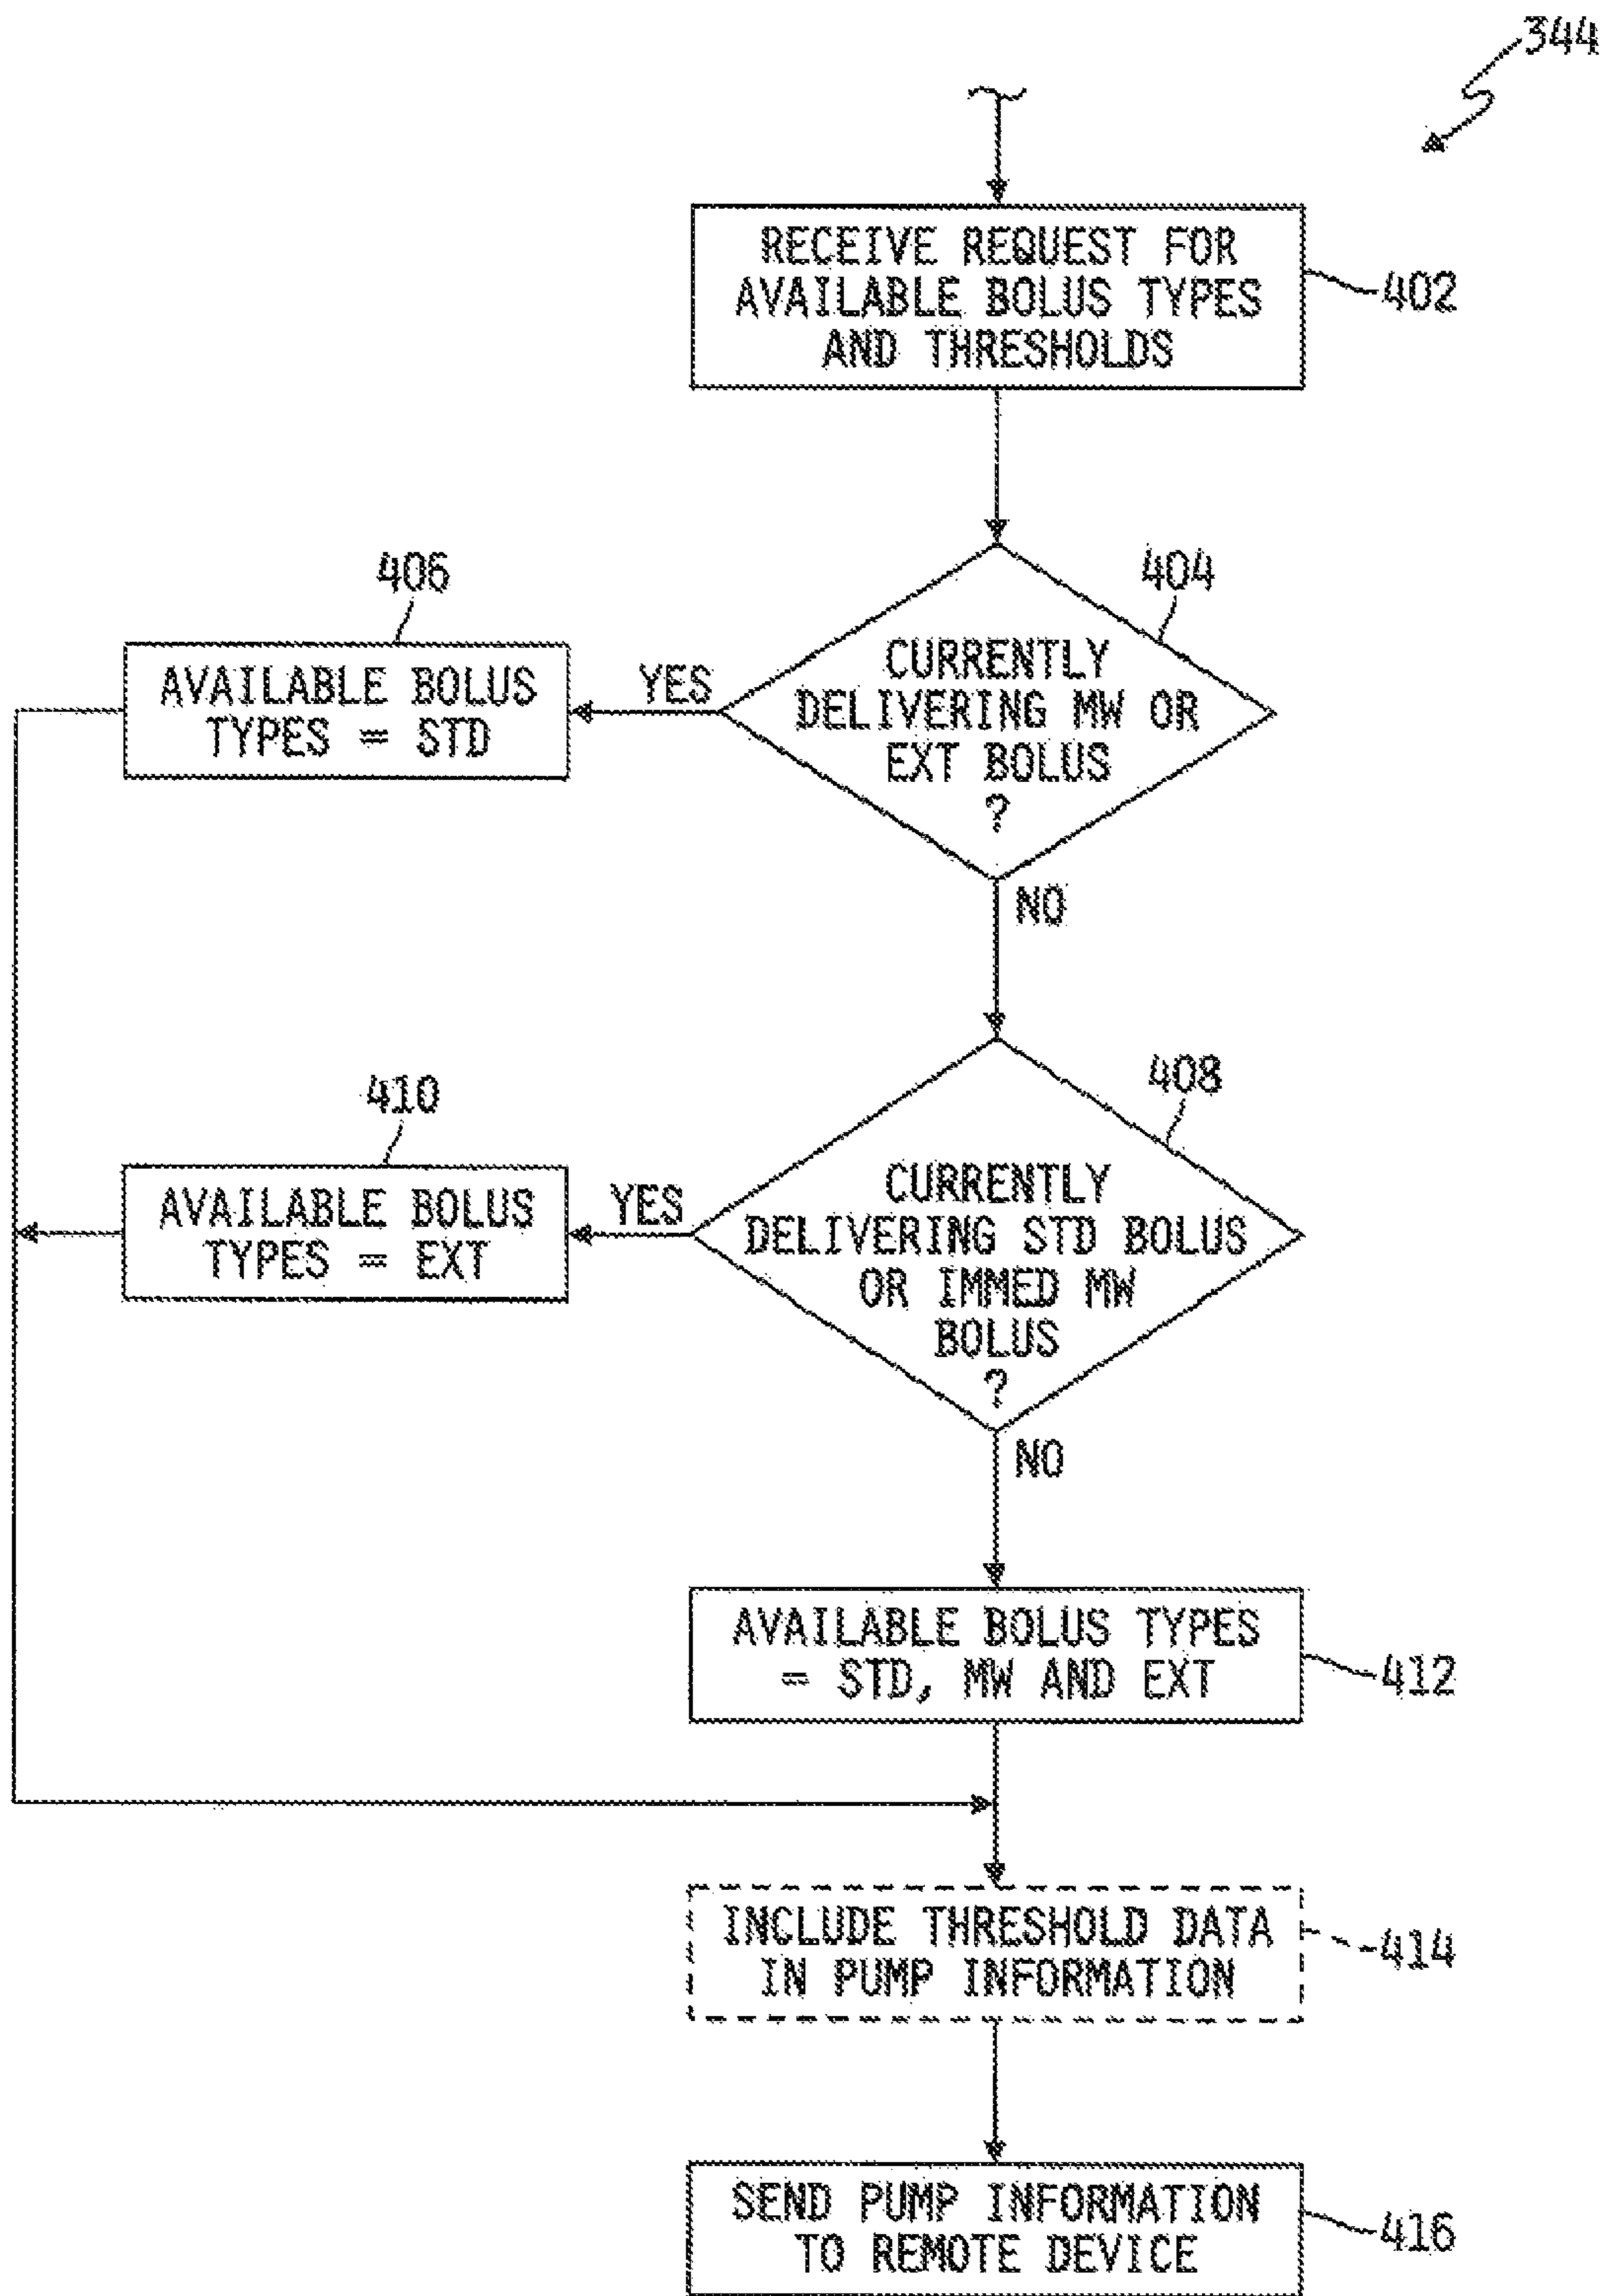 344
RECEIVE REQUEST FOR
AVAILABLE BOLUS TYPES
AND THRESHOLDS
402
406
404
AVAILABLE BOLUS
TYPES = STD
YES
CURRENTLY
DELIVERING MW OR
EXT BOLUS
?
NO
410
408
AVAILABLE BOLUS
TYPES = EXT
YES
CURRENTLY
DELIVERING STD BOLUS
OR IMMED MW
BOLUS
?
NO
AVAILABLE BOLUS TYPES
= STD, MW AND EXT
412
INCLUDE THRESHOLD DATA
IN PUMP INFORMATION
414
SEND PUMP INFORMATION
TO REMOTE DEVICE
416